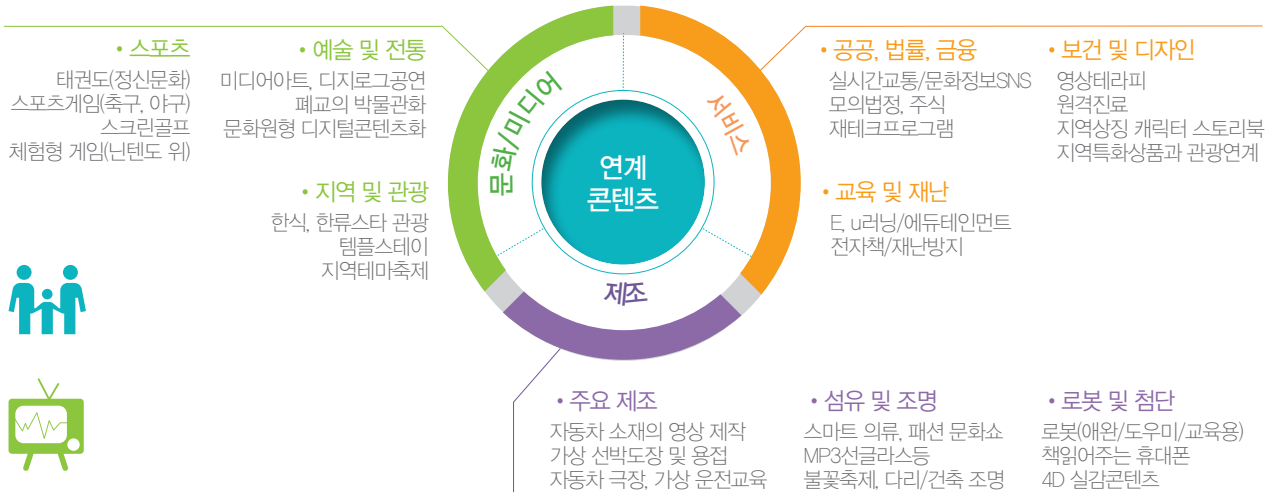 • 스포츠
태권도(정신문화)
스포츠게임(축구, 야구)
스크린골프
체험형 게임(닌텐도 위)
• 예술 및 전통
미디어아트, 디지로그공연
폐교의 박물관화
문화원형 디지털콘텐츠화
• 지역 및 관광
한식, 한류스타 관광
템플스테이
지역테마축제
문화/미디어
서비스
제조
연계
콘텐츠
• 공공, 법률, 금융
실시간교통/문화정보SNS
모의법정, 주식
재테크프로그램
• 보건 및 디자인
영상테라피
원격진료
지역상징 캐릭터 스토리북
지역특화상품과 관광연계
• 교육 및 재난
E, u러닝/에듀테인먼트
전자책/재난방지
• 주요 제조
자동차 소재의 영상 제작
가상 선박도장 및 용접
자동차 극장, 가상 운전교육
• 섬유 및 조명
스마트 의류, 패션 문화쇼
MP3선글라스등
불꽃축제, 다리/건축 조명
• 로봇 및 첨단
로봇(애완/도우미/교육용)
책읽어주는 휴대폰
4D 실감콘텐츠